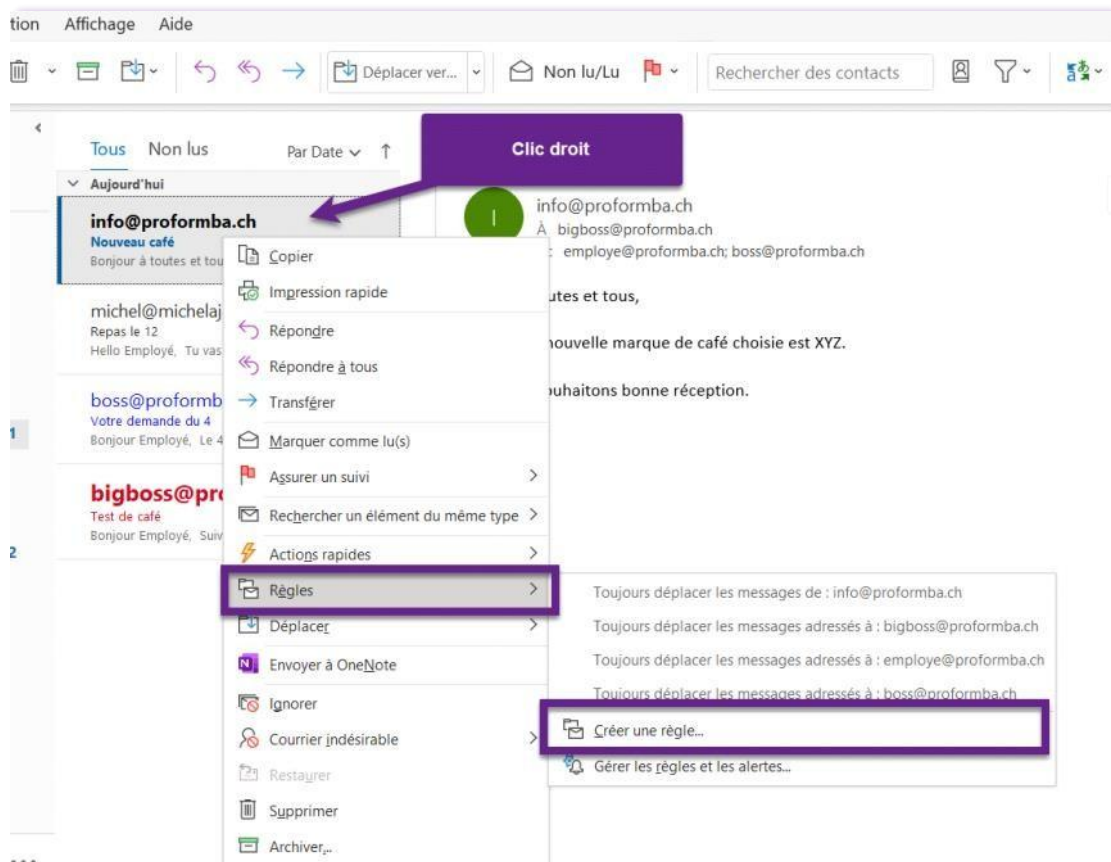 tion Affichage Aide
Déplacer ver... Non lu/Lu Rechercher des contacts
Tous Non lus Par Date
Clic droit
Aujourd'hui
info@proformba.ch
Nouveau café
Bonjour à toutes et tou
michel@michelaj
Repas le 12
Hello Employé, Tu vas
boss@proformb
Votre demande du 4
Bonjour Employé, Le 4
bigboss@pro
Test de café
Bonjour Employé, Suiv
1
2
I
info@proformba.ch
À bigboss@proformba.ch
: employe@proformba.ch; boss@proformba.ch
utes et tous,
nouvelle marque de café choisie est XYZ.
ouhaitons bonne réception.
Copier
Impression rapide
Répondre
Répondre à tous
Transférer
Marquer comme lu(s)
Assurer un suivi
Rechercher un élément du même type
Actions rapides
Règles
Déplacer
Envoyer à OneNote
Ignorer
Courrier indésirable
Restaurer
Supprimer
Archiver...
Toujours déplacer les messages de : info@proformba.ch
Toujours déplacer les messages adressés à : bigboss@proformba.ch
Toujours déplacer les messages adressés à : employe@proformba.ch
Toujours déplacer les messages adressés à : boss@proformba.ch
Créer une règle...
Gérer les règles et les alertes...